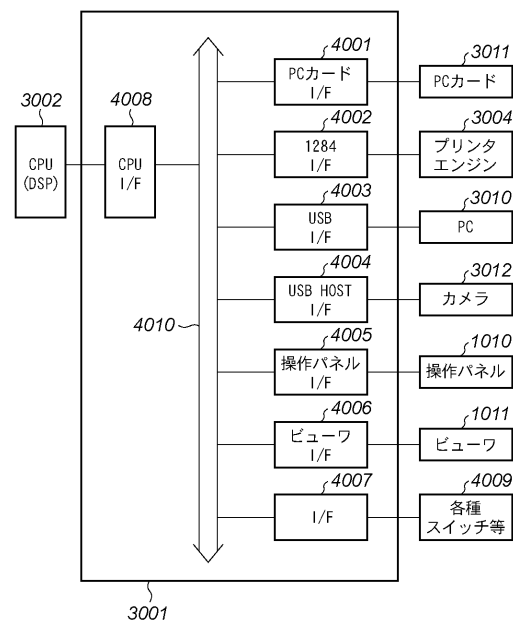 4001
PCカード
I/F
3011
PCカード
3002
CPU
(DSP)
4008
CPU
I/F
4002
1284
I/F
3004
プリンタ
エンジン
4003
USB
I/F
3010
PC
4004
USB HOST
I/F
3012
カメラ
4010
4005
操作パネル
I/F
1010
操作パネル
4006
ビューワ
I/F
1011
ビューワ
4007
I/F
4009
各種
スイッチ等
3001